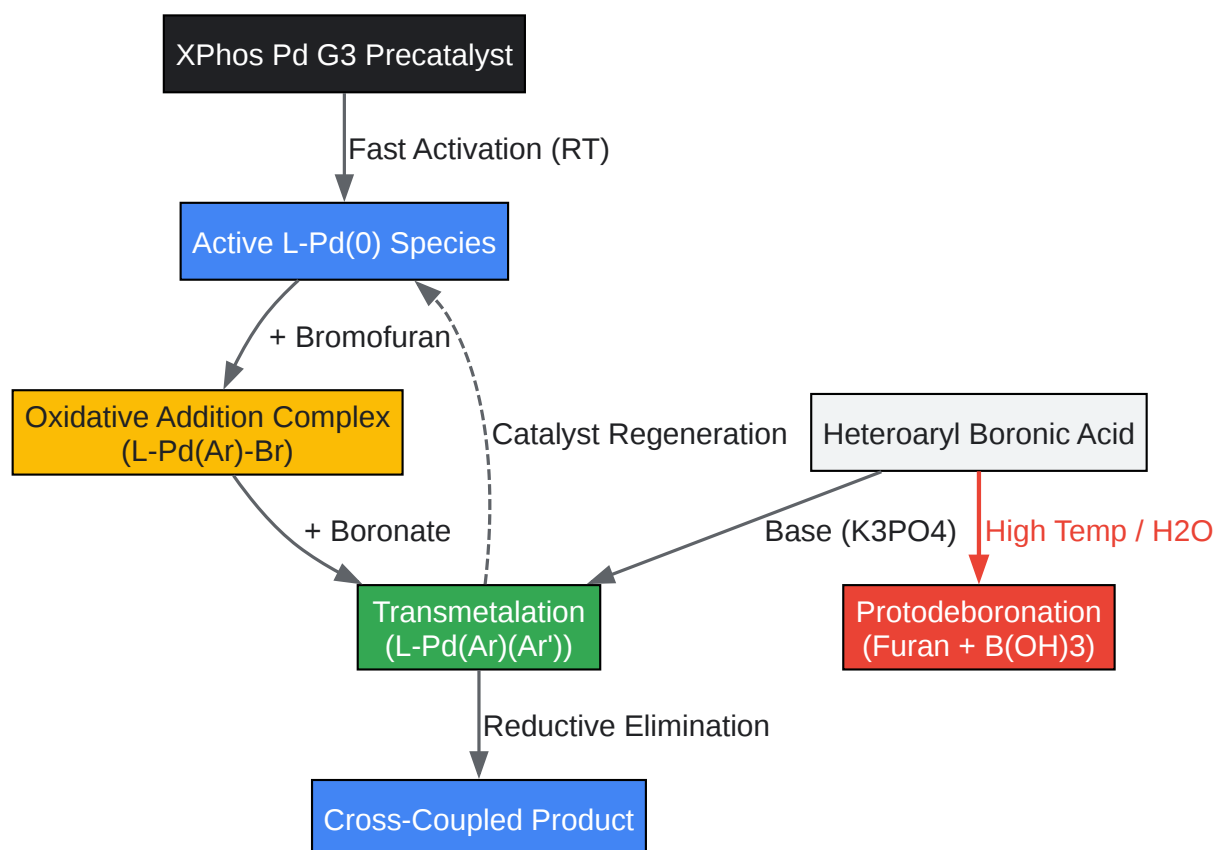 XPhos Pd G3 Precatalyst
Fast Activation (RT)
Active L-Pd(0) Species
+ Bromofuran
Oxidative Addition Complex
(L-Pd(Ar)-Br)
Catalyst Regeneration
Heteroaryl Boronic Acid
+ Boronate
Base (K3PO4)
High Temp / H2O
Transmetalation
(L-Pd(Ar)(Ar'))
Protodeboronation
(Furan + B(OH)3)
Reductive Elimination
Cross-Coupled Product